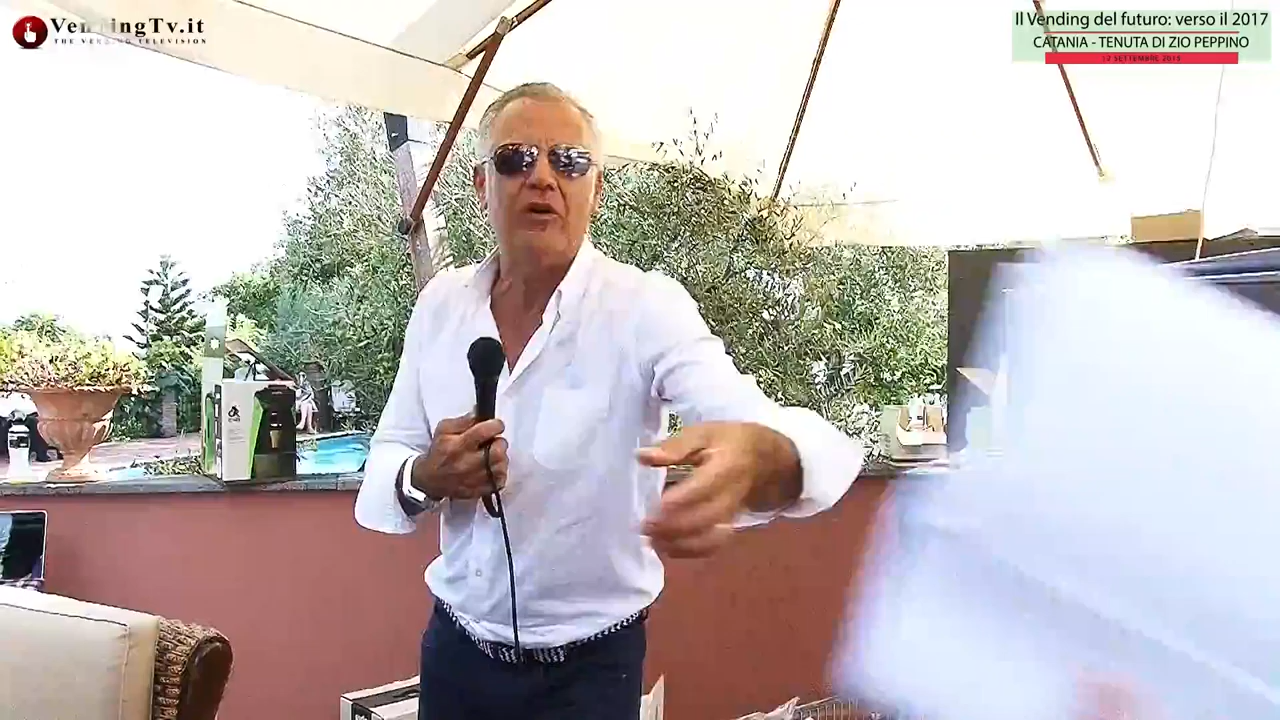 VendingTv.it
THE VENDING TELEVISION
Il Vending del futuro: verso il 2017
CATANIA - TENUTA DI ZIO PEPPINO